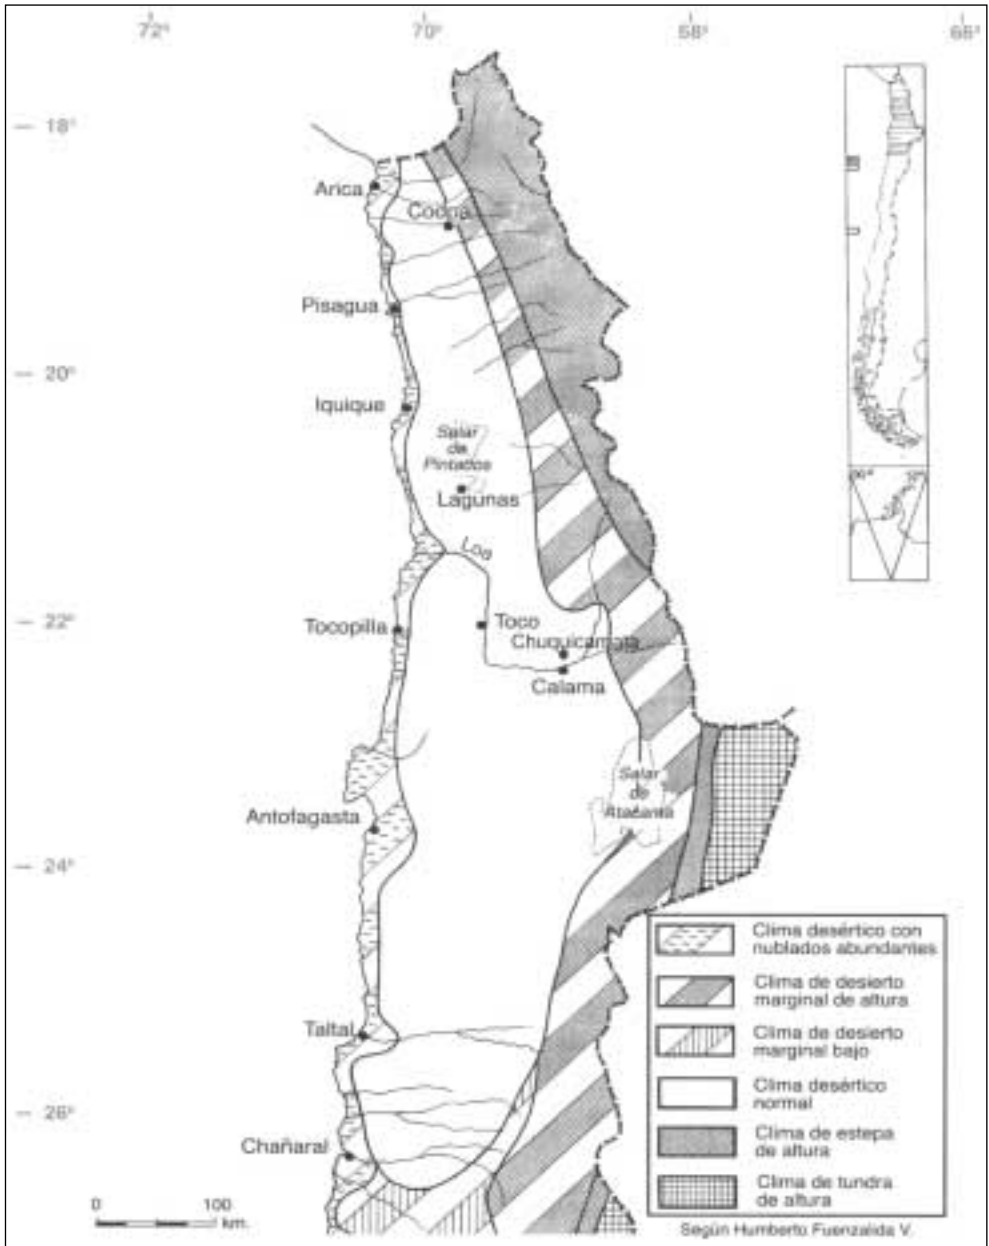 72°
70°
68°
66°
18°
Arica
Cocha
Pisagua
20°
Iquique
Salar
de
Pintados
Lagunas
Loa
22°
Tocopilla
Toco
Chuquicamata
Calama
Salar
de
Atacama
Antofagasta
24°
Taltal
26°
Chañaral
0
100
km.
Clima desértico con
nublados abundantes
Clima de desierto
marginal de altura
Clima de desierto
marginal bajo
Clima desértico
normal
Clima de estepa
de altura
Clima de tundra
de altura
Según Humberto Fuenzalida V.